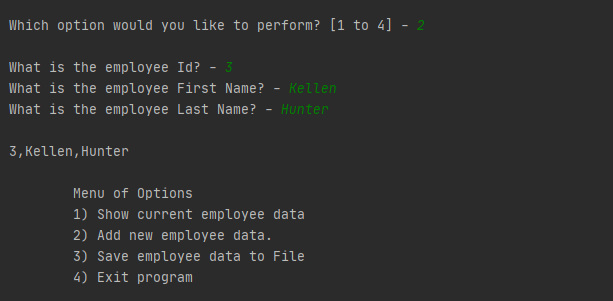 Which option would you like to perform? [1 to 4] - 2
What is the employee Id? - 3
What is the employee First Name? - Kellen
What is the employee Last Name? - Hunter
3,Kellen,Hunter
Menu of Options
1) Show current employee data
2) Add new employee data.
3) Save employee data to File
4) Exit program